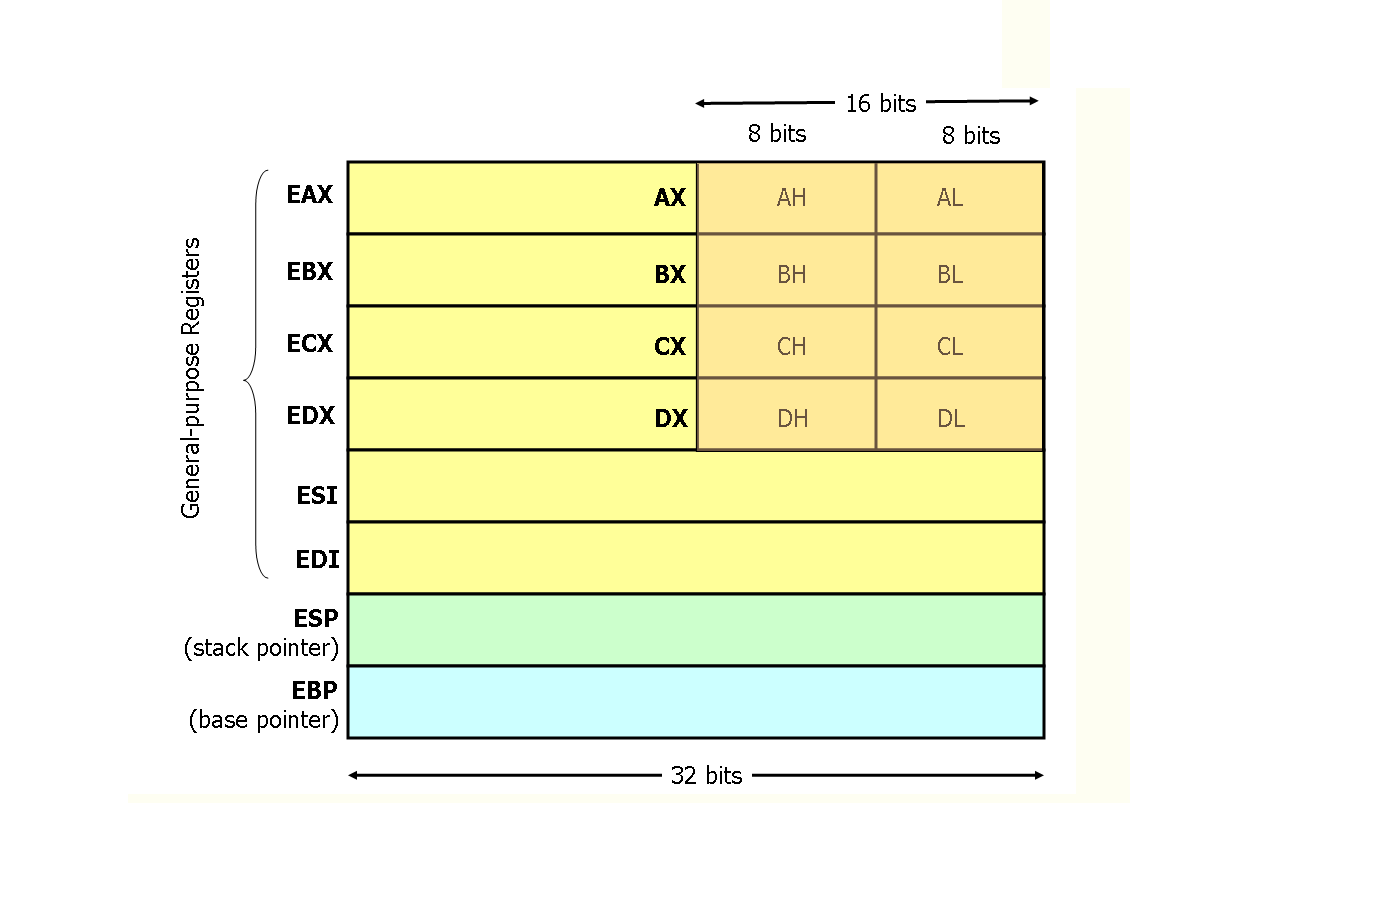 16 bits
8 bits 8 bits
General-purpose Registers
EAX AX AH AL
EBX BX BH BL
ECX CX CH CL
EDX DX DH DL
ESI
EDI
ESP
(stack pointer)
EBP
(base pointer)
32 bits